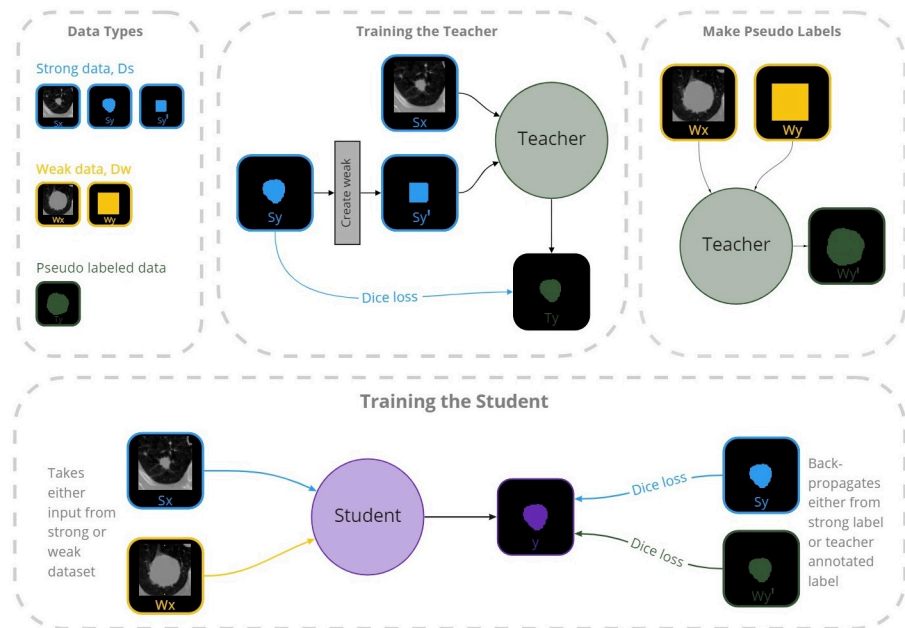 Data Types
Strong data, Ds
Sx
Sy
Sy'
Weak data, Dw
Wx
Wy
Pseudo labeled data
Ty
Training the Teacher
Sx
Teacher
Sy
Create weak
Sy'
Dice loss
Ty
Make Pseudo Labels
Wx
Wy
Teacher
Wy'
Training the Student
Takes
either
input from
strong or
weak
dataset
Sx
Wx
Student
y
Dice loss
Dice loss
Sy
Wy'
Back-
propagates
either from
strong label
or teacher
annotated
label